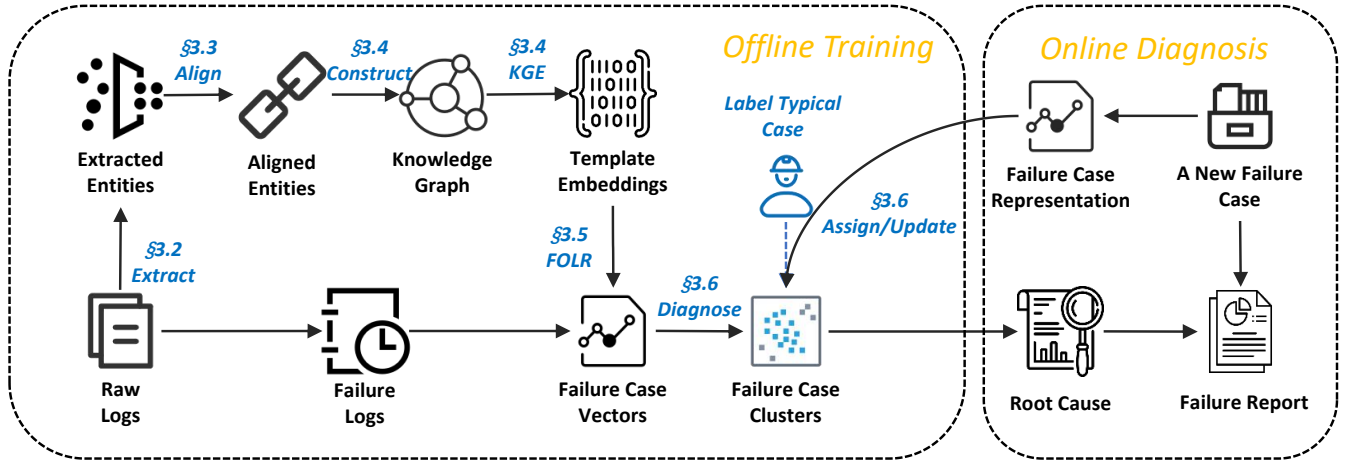 Offline Training
Online Diagnosis
§3.3
Align
§3.4
Construct
§3.4
KGE
11100
10110
01011
Label Typical
Case
Extracted
Entities
Aligned
Entities
Knowledge
Graph
Template
Embeddings
Failure Case
Representation
A New Failure
Case
§3.2
Extract
§3.5
FOLR
§3.6
Diagnose
§3.6
Assign/Update
Raw
Logs
Failure
Logs
Failure Case
Vectors
Failure Case
Clusters
Root Cause
Failure Report